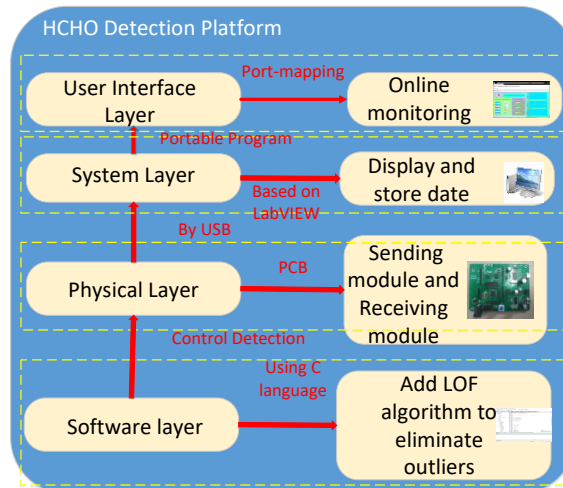 HCHO Detection Platform
User Interface
Layer
Port-mapping
Online
monitoring
Portable Program
System Layer
Based on
LabVIEW
Display and
store date
By USB
Physical Layer
PCB
Sending
module and
Receiving
module
Control Detection
Using C
language
Software layer
Add LOF
algorithm to
eliminate
outliers